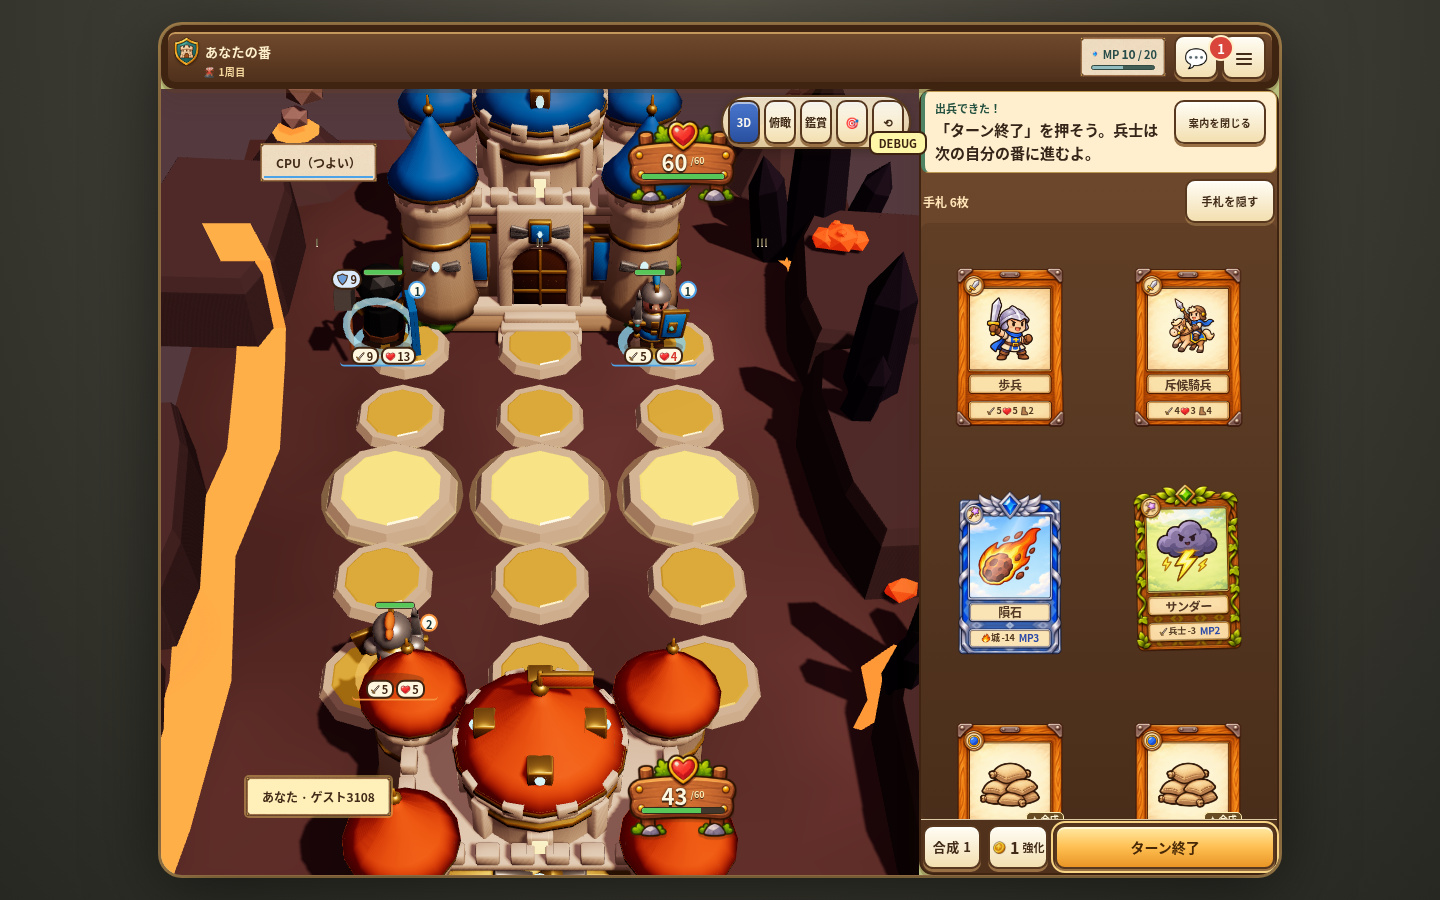 あなたの番
1周目
MP 10 / 20
1
CPU（つよい）
60 /60
3D
俯瞰
鑑賞
DEBUG
出兵できた！
「ターン終了」を押そう。兵士は
次の自分の番に進むよ。
案内を閉じる
手札 6枚
手札を隠す
I
II
III
9
1
9
13
1
5
4
歩兵
5 5 2
斥候騎兵
4 3 4
隕石
城 -14 MP3
サンダー
兵士 -3 MP2
2
5
5
あなた・ゲスト3108
43 /60
合成 1
1 強化
ターン終了